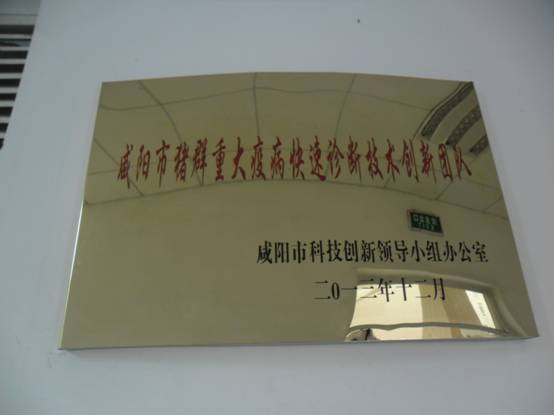 咸阳市猪群重大疫病快速诊断技术创新团队
咸阳市科技创新领导小组办公室
二0一三年十二月